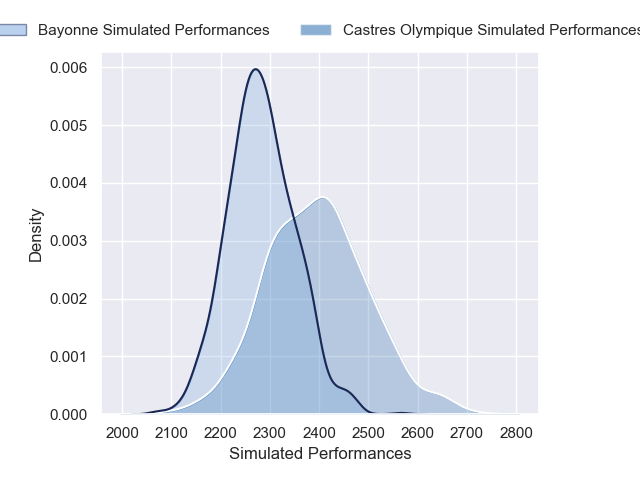 Bayonne Simulated Performances Castres Olympique Simulated Performances
0.006
0.005
0.004
0.003
0.002
0.001
0.000
Density
2000 2100 2200 2300 2400 2500 2600 2700 2800
Simulated Performances